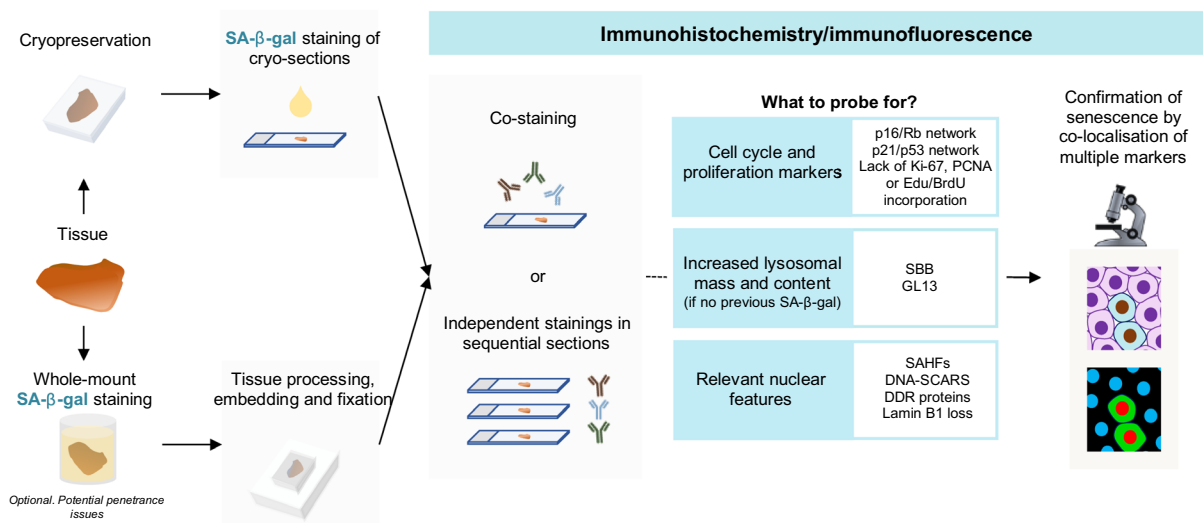 Cryopreservation
SA-β-gal staining of
cryo-sections
Immunohistochemistry/immunofluorescence
Tissue
Whole-mount
SA-β-gal staining
Optional. Potential penetrance
issues
Tissue processing,
embedding and fixation
Co-staining
or
Independent stainings in
sequential sections
What to probe for?
Cell cycle and
proliferation markers
p16/Rb network
p21/p53 network
Lack of Ki-67, PCNA
or Edu/BrdU
incorporation
Increased lysosomal
mass and content
(if no previous SA-β-gal)
SBB
GL13
Relevant nuclear
features
SAHFs
DNA-SCARS
DDR proteins
Lamin B1 loss
Confirmation of
senescence by
co-localisation of
multiple markers